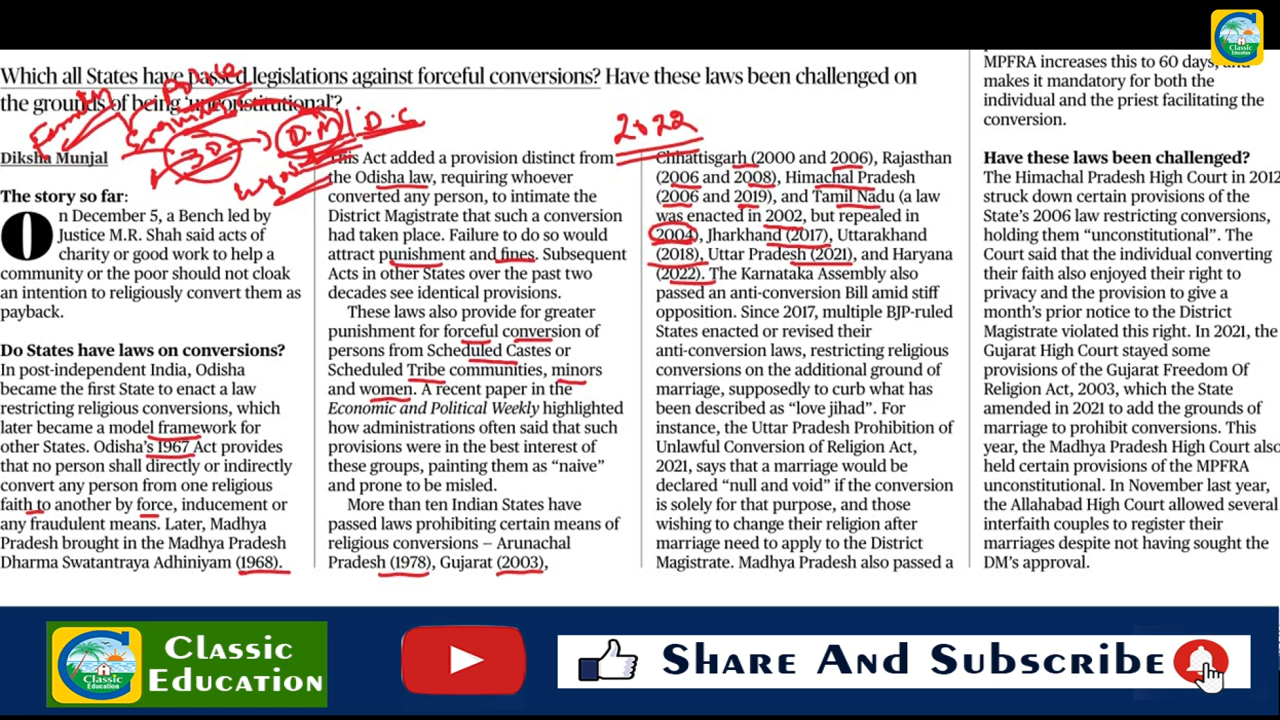 Classic
Education
Which all States have passed legislations against forceful conversions? Have these laws been challenged on
the grounds of being ‘unconstitutional’?
Diksha Munjal
The story so far:
On December 5, a Bench led by
Justice M.R. Shah said acts of
charity or good work to help a
community or the poor should not cloak
an intention to religiously convert them as
payback.
Do States have laws on conversions?
In post-independent India, Odisha
became the first State to enact a law
restricting religious conversions, which
later became a model framework for
other States. Odisha’s 1967 Act provides
that no person shall directly or indirectly
convert any person from one religious
faith to another by force, inducement or
any fraudulent means. Later, Madhya
Pradesh brought in the Madhya Pradesh
Dharma Swatantraya Adhiniyam (1968).
30
D.M/ D.C
This Act added a provision distinct from
the Odisha law, requiring whoever
converted any person, to intimate the
District Magistrate that such a conversion
had taken place. Failure to do so would
attract punishment and fines. Subsequent
Acts in other States over the past two
decades see identical provisions.
These laws also provide for greater
punishment for forceful conversion of
persons from Scheduled Castes or
Scheduled Tribe communities, minors
and women. A recent paper in the
Economic and Political Weekly highlighted
how administrations often said that such
provisions were in the best interest of
these groups, painting them as “naive”
and prone to be misled.
More than ten Indian States have
passed laws prohibiting certain means of
religious conversions – Arunachal
Pradesh (1978), Gujarat (2003),
2022
Chhattisgarh (2000 and 2006), Rajasthan
(2006 and 2008), Himachal Pradesh
(2006 and 2019), and Tamil Nadu (a law
was enacted in 2002, but repealed in
2004), Jharkhand (2017), Uttarakhand
(2018), Uttar Pradesh (2021), and Haryana
(2022). The Karnataka Assembly also
passed an anti-conversion Bill amid stiff
opposition. Since 2017, multiple BJP-ruled
States enacted or revised their
anti-conversion laws, restricting religious
conversions on the additional ground of
marriage, supposedly to curb what has
been described as “love jihad”. For
instance, the Uttar Pradesh Prohibition of
Unlawful Conversion of Religion Act,
2021, says that a marriage would be
declared “null and void” if the conversion
is solely for that purpose, and those
wishing to change their religion after
marriage need to apply to the District
Magistrate. Madhya Pradesh also passed a
MPFRA increases this to 60 days, and
makes it mandatory for both the
individual and the priest facilitating the
conversion.
Have these laws been challenged?
The Himachal Pradesh High Court in 2012
struck down certain provisions of the
State’s 2006 law restricting conversions,
holding them “unconstitutional”. The
Court said that the individual converting
their faith also enjoyed their right to
privacy and the provision to give a
month’s prior notice to the District
Magistrate violated this right. In 2021, the
Gujarat High Court stayed some
provisions of the Gujarat Freedom Of
Religion Act, 2003, which the State
amended in 2021 to add the grounds of
marriage to prohibit conversions. This
year, the Madhya Pradesh High Court also
held certain provisions of the MPFRA
unconstitutional. In November last year,
the Allahabad High Court allowed several
interfaith couples to register their
marriages despite not having sought the
DM’s approval.
Classic
Education
Classic
Education
Share And Subscribe